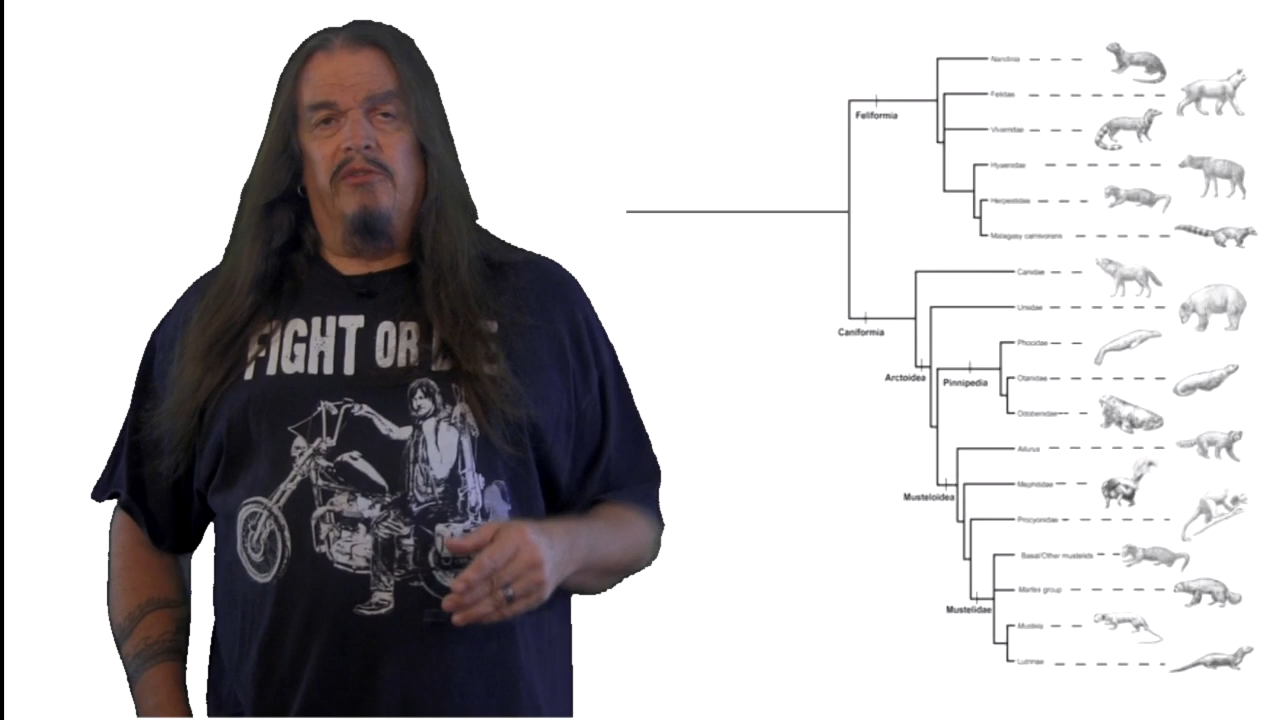 FIGHT OR
Nandinia
Felidae
Feliformia
Viverridae
Hyaenidae
Herpestidae
Malagasy carnivorans
Canidae
Ursidae
Caniformia
Phocidae
Arctoidea
Pinnipedia
Otariidae
Odobenidae
Ailurus
Mephitidae
Musteloidea
Procyonidae
Basal/Other mustelids
Martes group
Mustelidae
Mustela
Lutrinae